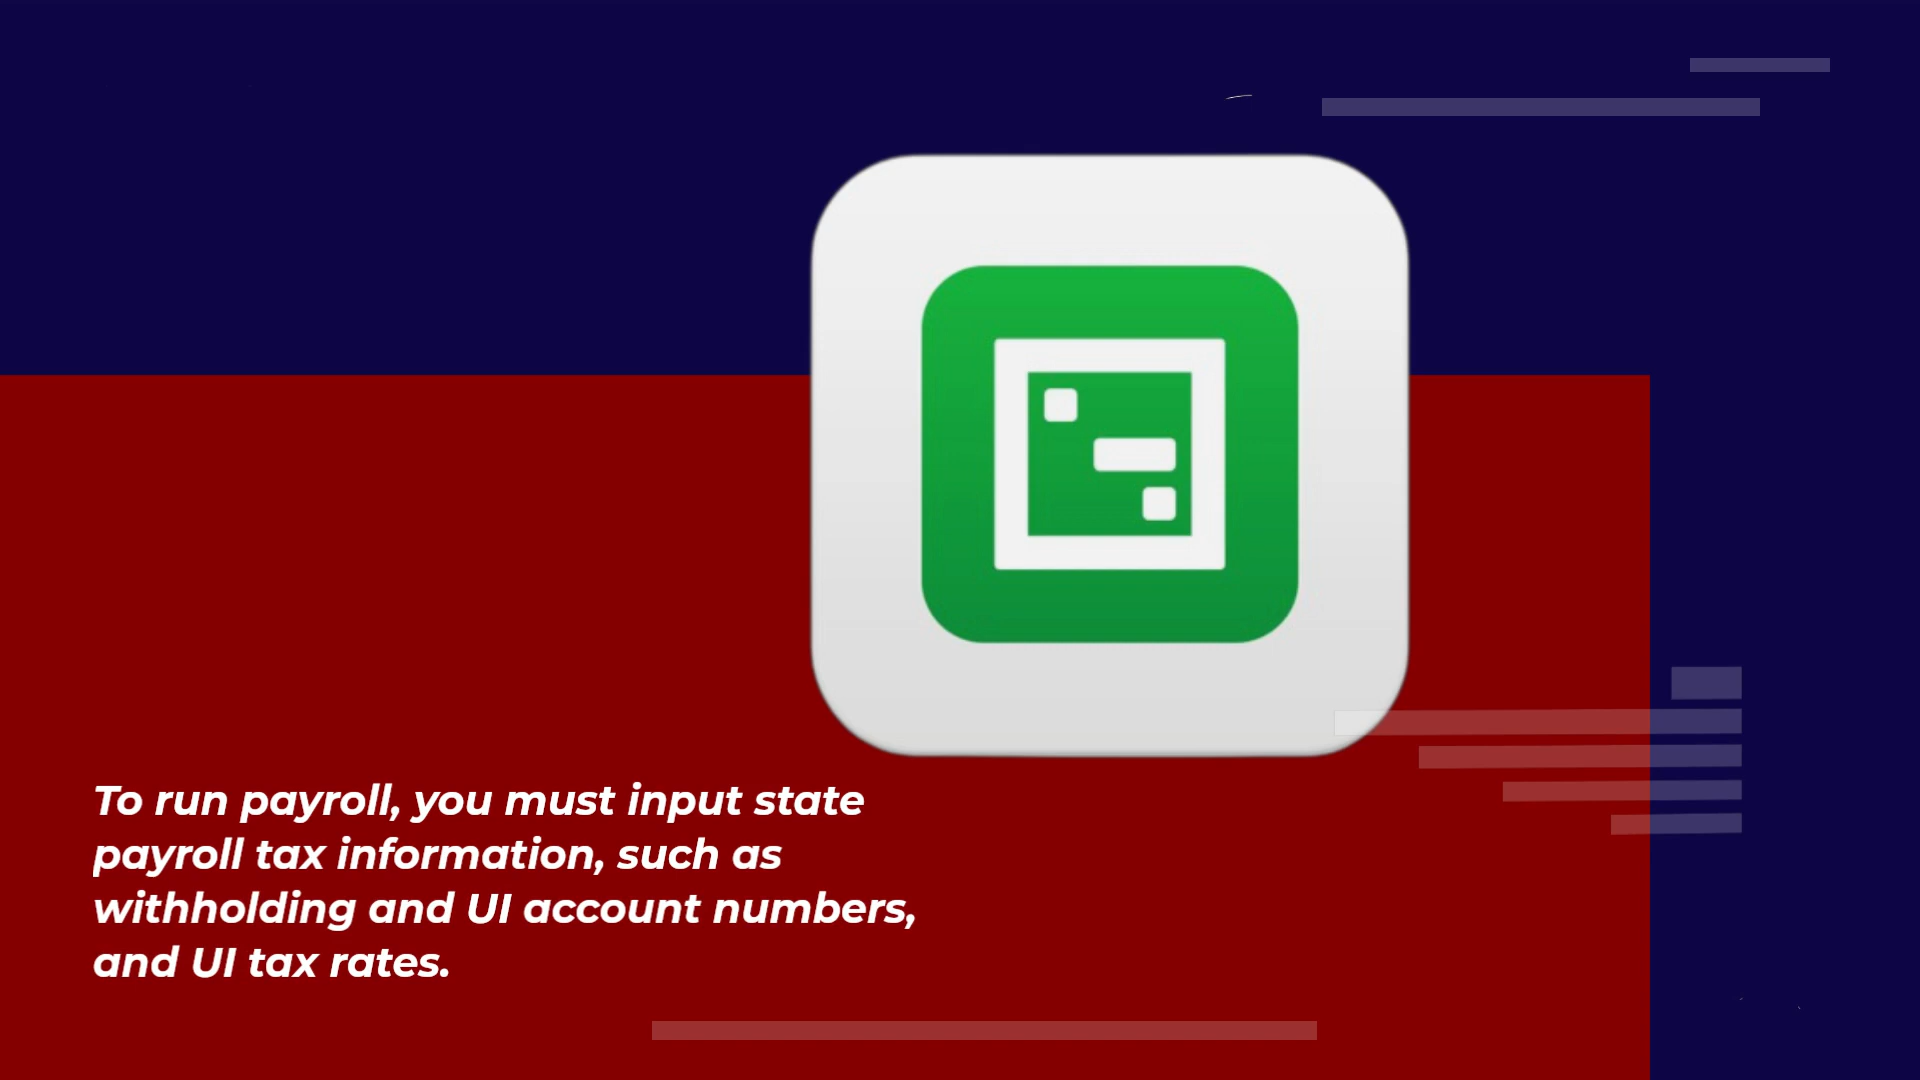 To run payroll, you must input state
payroll tax information, such as
withholding and UI account numbers,
and UI tax rates.